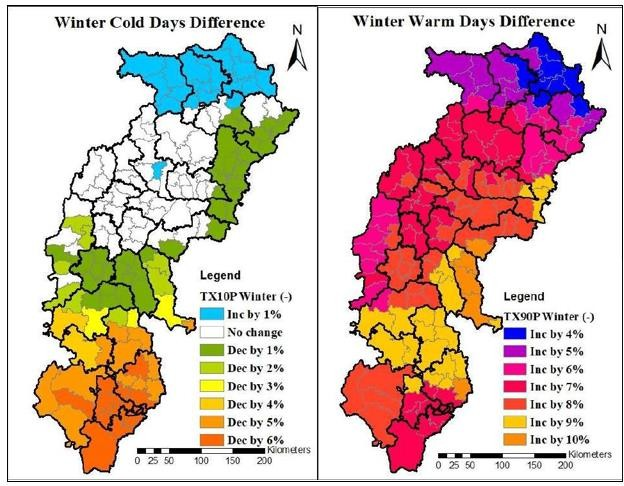 Winter Cold Days Difference
N
Legend
TX10P Winter (-)
Inc by 1%
No change
Dec by 1%
Dec by 2%
Dec by 3%
Dec by 4%
Dec by 5%
Dec by 6%
Kilometers
0 25 50 100 150 200
Winter Warm Days Difference
N
Legend
TX90P Winter (-)
Inc by 4%
Inc by 5%
Inc by 6%
Inc by 7%
Inc by 8%
Inc by 9%
Inc by 10%
Kilometers
0 25 50 100 150 200